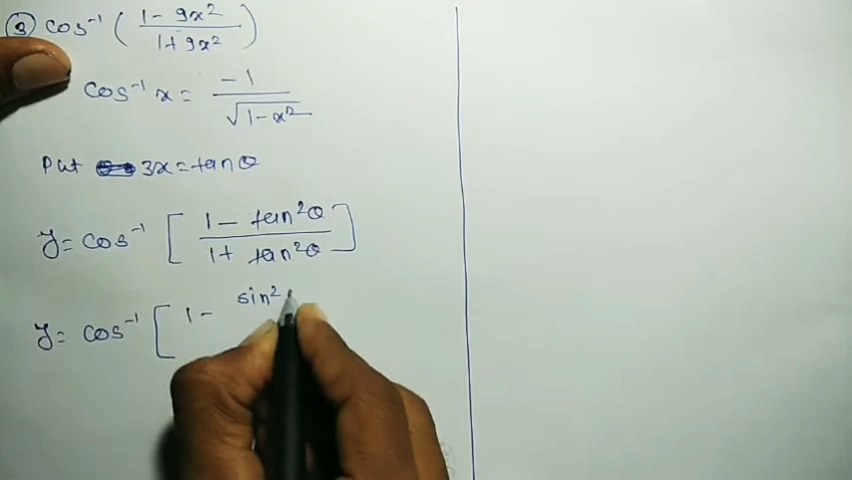 ③ cos⁻¹ ( 1 - 9x² / 1 + 9x² )
cos⁻¹ x = -1 / √1-x²
Put 3x = tanθ
y = cos⁻¹ [ 1 - tan²θ / 1 + tan²θ ]
y = cos⁻¹ [ 1 - sin²